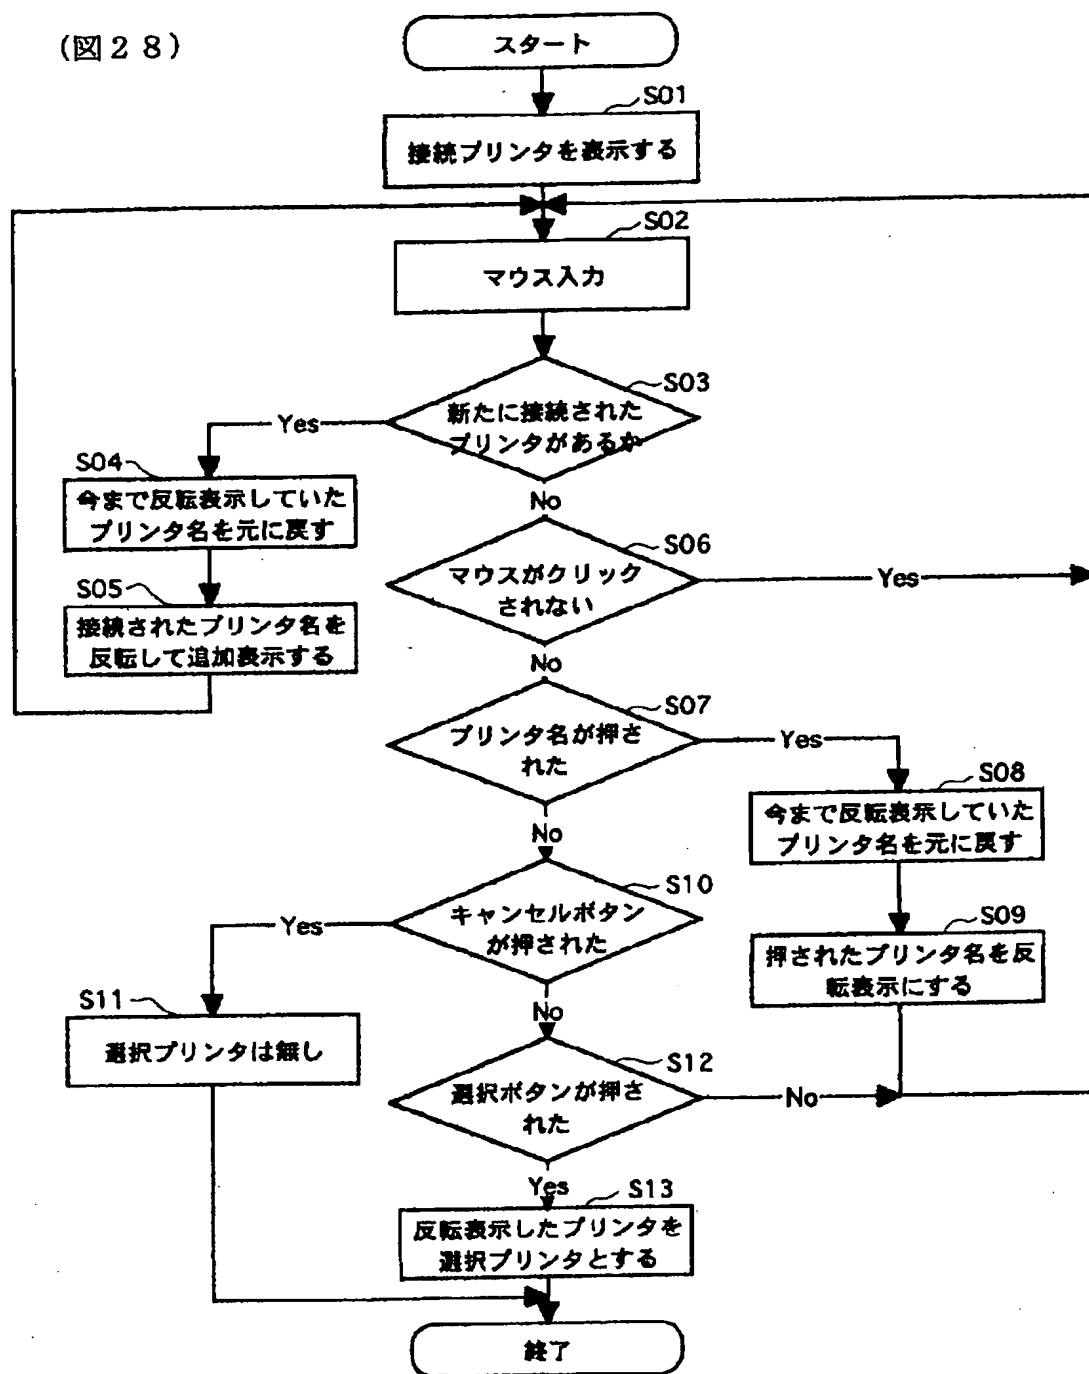 (図28)
スタート
S01
接続プリンタを表示する
S02
マウス入力
S03
新たに接続された
プリンタがあるか
Yes
No
S04
今まで反転表示していた
プリンタ名を元に戻す
S05
接続されたプリンタ名を
反転して追加表示する
S06
マウスがクリック
されない
Yes
No
S07
プリンタ名が押さ
れた
Yes
No
S08
今まで反転表示していた
プリンタ名を元に戻す
S09
押されたプリンタ名を反
転表示にする
S10
キャンセルボタン
が押された
Yes
No
S11
選択プリンタは無し
S12
選択ボタンが押さ
れた
No
Yes
S13
反転表示したプリンタを
選択プリンタとする
終了